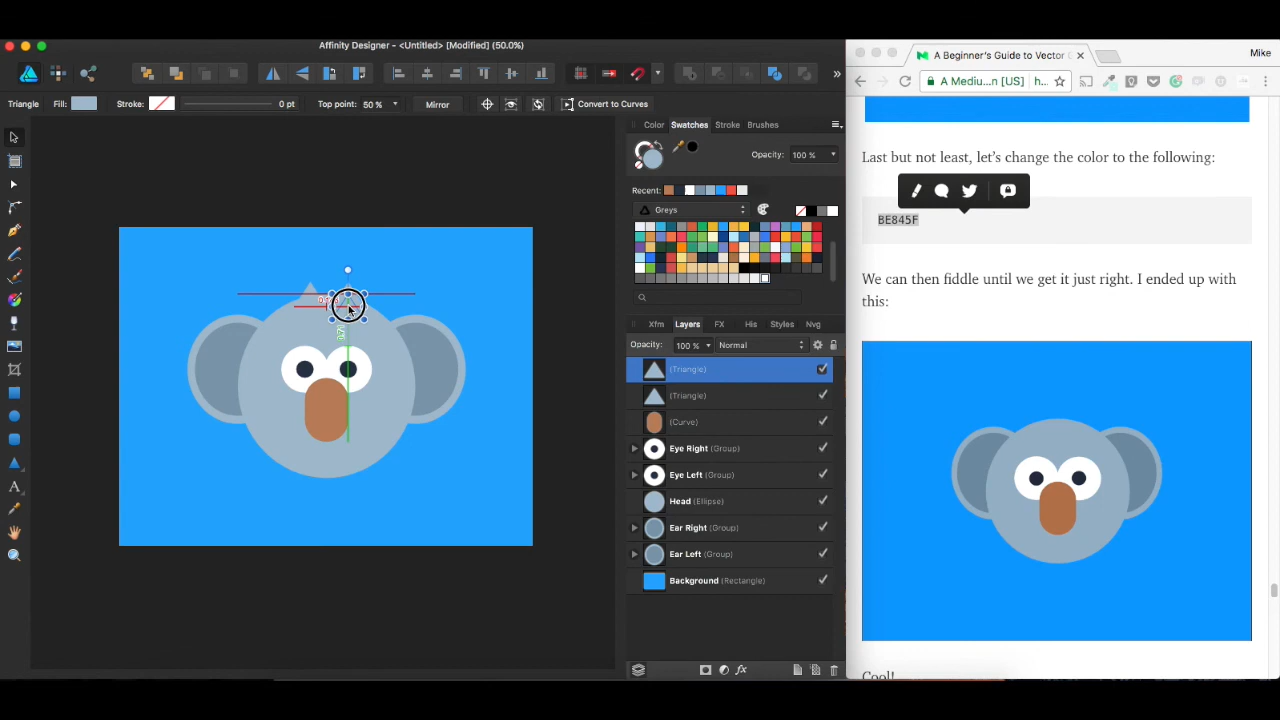 Affinity Designer - <Untitled> [Modified] (50.0%)
Triangle
Fill:
Stroke:
0 pt
Top point:
50 %
Mirror
Convert to Curves
Color
Swatches
Stroke
Brushes
Opacity:
100 %
Recent:
Greys
Xfm
Layers
FX
His
Styles
Nvg
Opacity:
100 %
Normal
(Triangle)
(Triangle)
(Curve)
Eye Right (Group)
Eye Left (Group)
Head (Ellipse)
Ear Right (Group)
Ear Left (Group)
Background (Rectangle)
A Beginner's Guide to Vector
Mike
A Mediu...n [US]
h...
Last but not least, let's change the color to the following:
BE845F
We can then fiddle until we get it just right. I ended up with
this:
Cool!